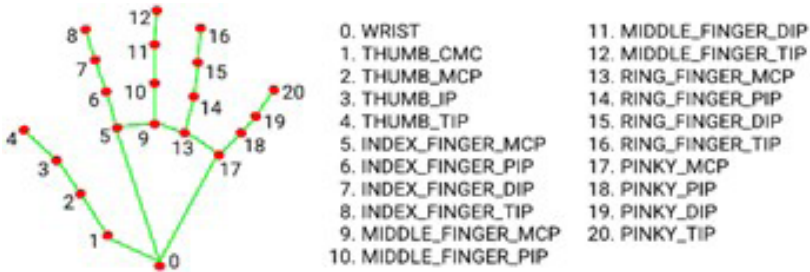 12
16
8
11
7
15
20
10
6
14
19
4
5
9
13
18
3
17
2
1
0
0. WRIST
1. THUMB_CMC
2. THUMB_MCP
3. THUMB_IP
4. THUMB_TIP
5. INDEX_FINGER_MCP
6. INDEX_FINGER_PIP
7. INDEX_FINGER_DIP
8. INDEX_FINGER_TIP
9. MIDDLE_FINGER_MCP
10. MIDDLE_FINGER_PIP
11. MIDDLE_FINGER_DIP
12. MIDDLE_FINGER_TIP
13. RING_FINGER_MCP
14. RING_FINGER_PIP
15. RING_FINGER_DIP
16. RING_FINGER_TIP
17. PINKY_MCP
18. PINKY_PIP
19. PINKY_DIP
20. PINKY_TIP